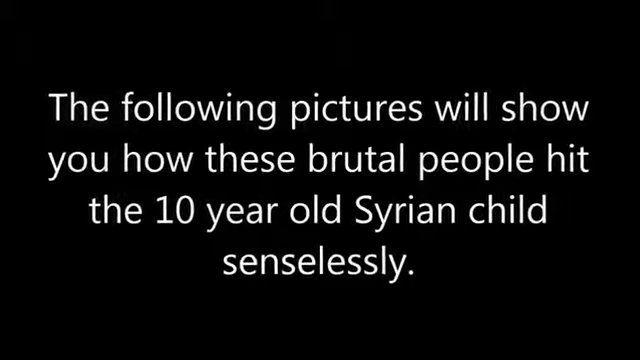 The following pictures will show
you how these brutal people hit
the 10 year old Syrian child
senselessly.